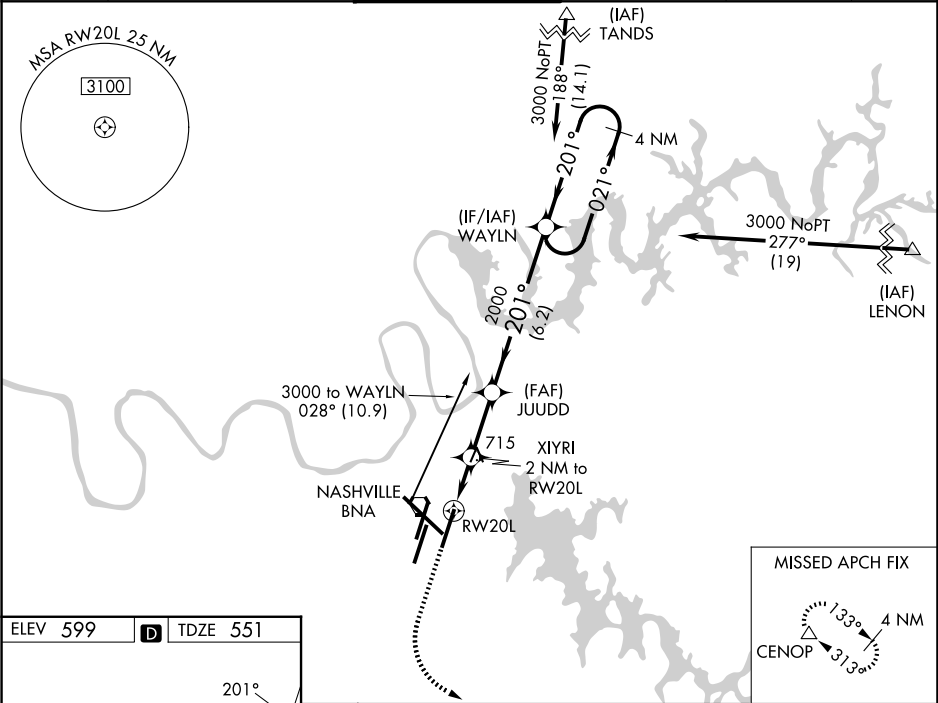 MSA RW20L 25 NM
3100
(IAF)
TANDS
3000 NoPT
188°
(14.1)
4 NM
201°
021°
(IF/IAF)
WAYLN
3000 NoPT
277°
(19)
(IAF)
LENON
2000
201°
(6.2)
3000 to WAYLN
028° (10.9)
(FAF)
JUUDD
715
XIYRI
2 NM to
RW20L
NASHVILLE
BNA
RW20L
MISSED APCH FIX
133°
4 NM
CENOP
313°
ELEV 599
D
TDZE 551
201°